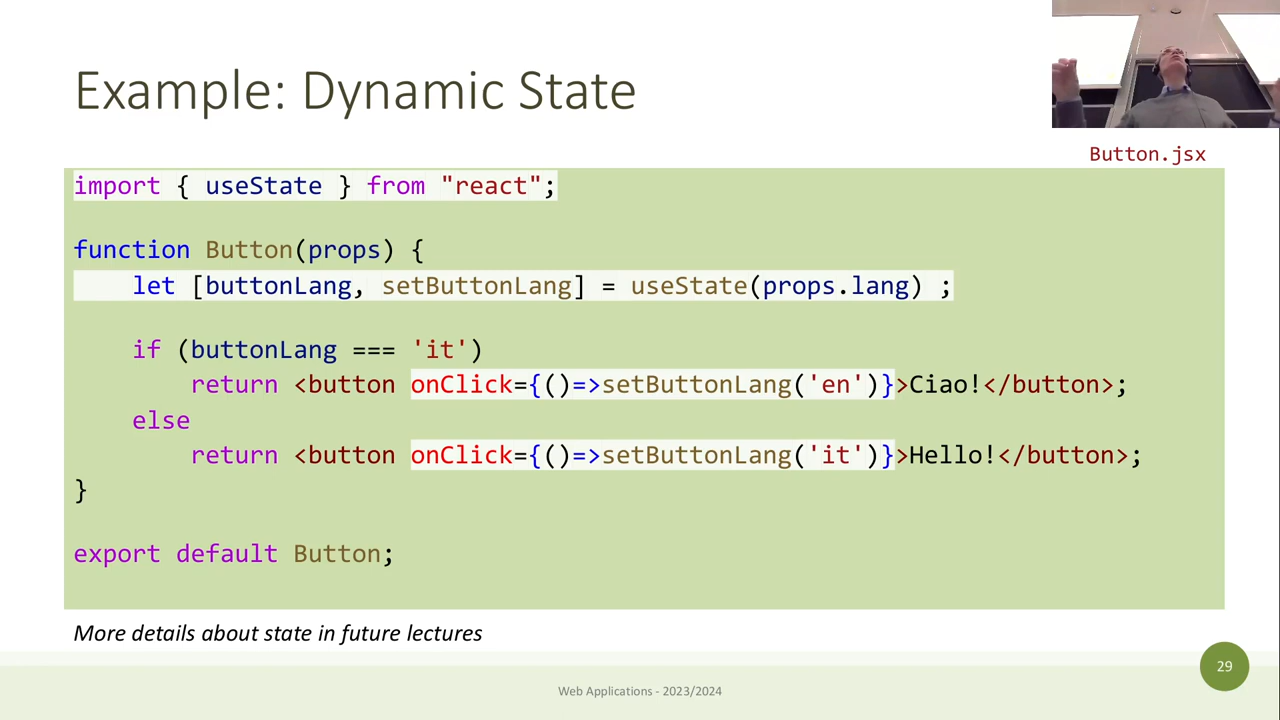 Example: Dynamic State
Button.jsx
import { useState } from "react";
function Button(props) {
    let [buttonLang, setButtonLang] = useState(props.lang) ;
    if (buttonLang === 'it')
        return <button onClick={()=>setButtonLang('en')}>Ciao!</button>;
    else
        return <button onClick={()=>setButtonLang('it')}>Hello!</button>;
}
export default Button;
More details about state in future lectures
29
Web Applications - 2023/2024